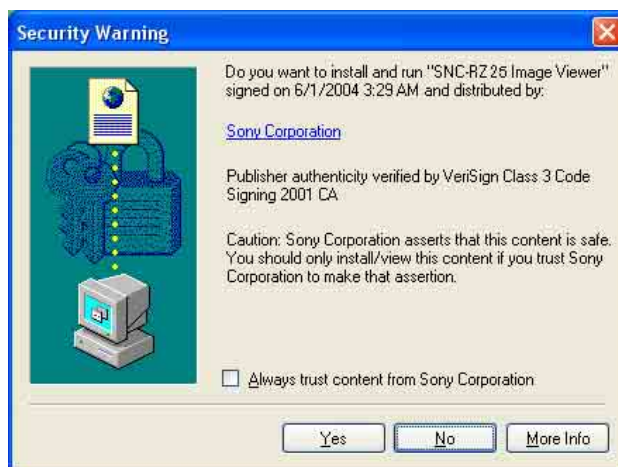 Security Warning
Do you want to install and run "SNC-RZ25 Image Viewer"
signed on 6/1/2004 3:29 AM and distributed by:
Sony Corporation
Publisher authenticity verified by VeriSign Class 3 Code
Signing 2001 CA
Caution: Sony Corporation asserts that this content is safe.
You should only install/view this content if you trust Sony
Corporation to make that assertion.
Always trust content from Sony Corporation
Yes No More Info